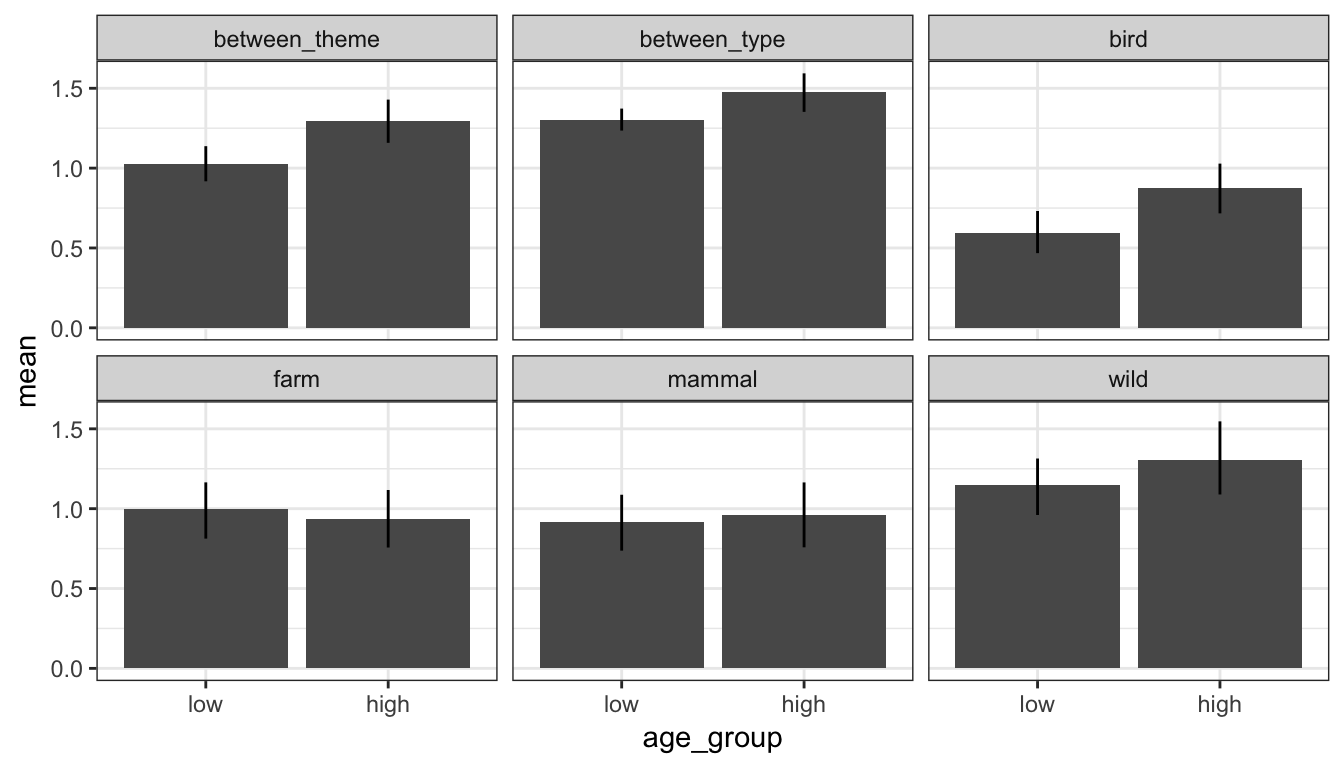 between_theme
between_type
bird
1.5
1.0
0.5
0.0
mean
farm
mammal
wild
1.5
1.0
0.5
0.0
low
high
low
high
low
high
age_group